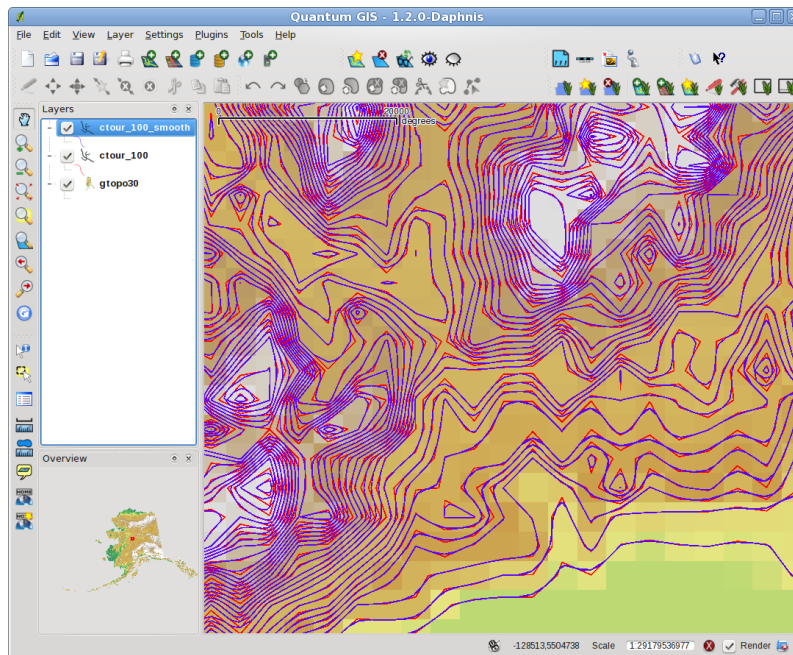 Quantum GIS - 1.2.0-Daphnis
File Edit View Layer Settings Plugins Tools Help
Layers
ctour_100_smooth
ctour_100
gtopo30
0 20000 degrees
Overview
-128513,5504738 Scale 1.29179536977 Render